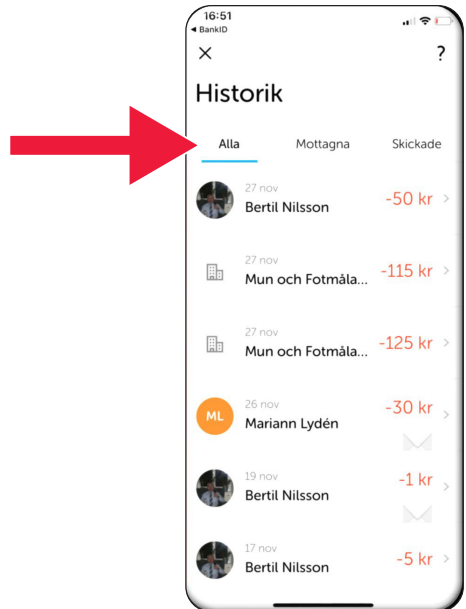 16:51
◀ BankID
?
Historik
Alla Mottagna Skickade
27 nov
Bertil Nilsson -50 kr
27 nov
Mun och Fotmåla... -115 kr
27 nov
Mun och Fotmåla... -125 kr
ML
26 nov
Mariann Lydén -30 kr
19 nov
Bertil Nilsson -1 kr
17 nov
Bertil Nilsson -5 kr